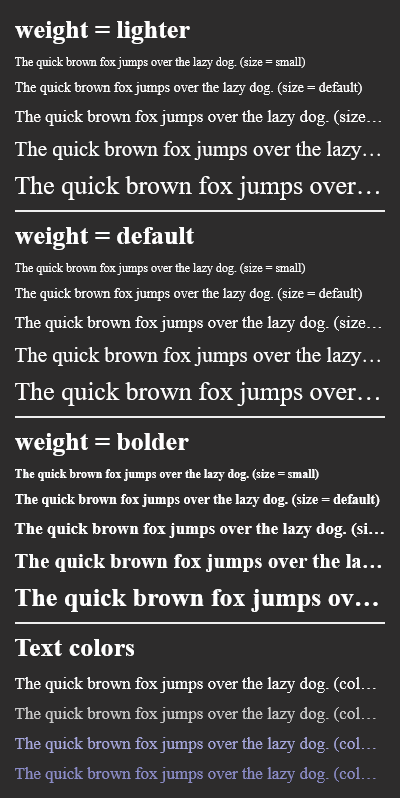 weight = lighter
The quick brown fox jumps over the lazy dog. (size = small)
The quick brown fox jumps over the lazy dog. (size = default)
The quick brown fox jumps over the lazy dog. (size…
The quick brown fox jumps over the lazy…
The quick brown fox jumps over…
weight = default
The quick brown fox jumps over the lazy dog. (size = small)
The quick brown fox jumps over the lazy dog. (size = default)
The quick brown fox jumps over the lazy dog. (size…
The quick brown fox jumps over the lazy…
The quick brown fox jumps over…
weight = bolder
The quick brown fox jumps over the lazy dog. (size = small)
The quick brown fox jumps over the lazy dog. (size = default)
The quick brown fox jumps over the lazy dog. (si…
The quick brown fox jumps over the la…
The quick brown fox jumps ov…
Text colors
The quick brown fox jumps over the lazy dog. (col…
The quick brown fox jumps over the lazy dog. (col…
The quick brown fox jumps over the lazy dog. (col…
The quick brown fox jumps over the lazy dog. (col…